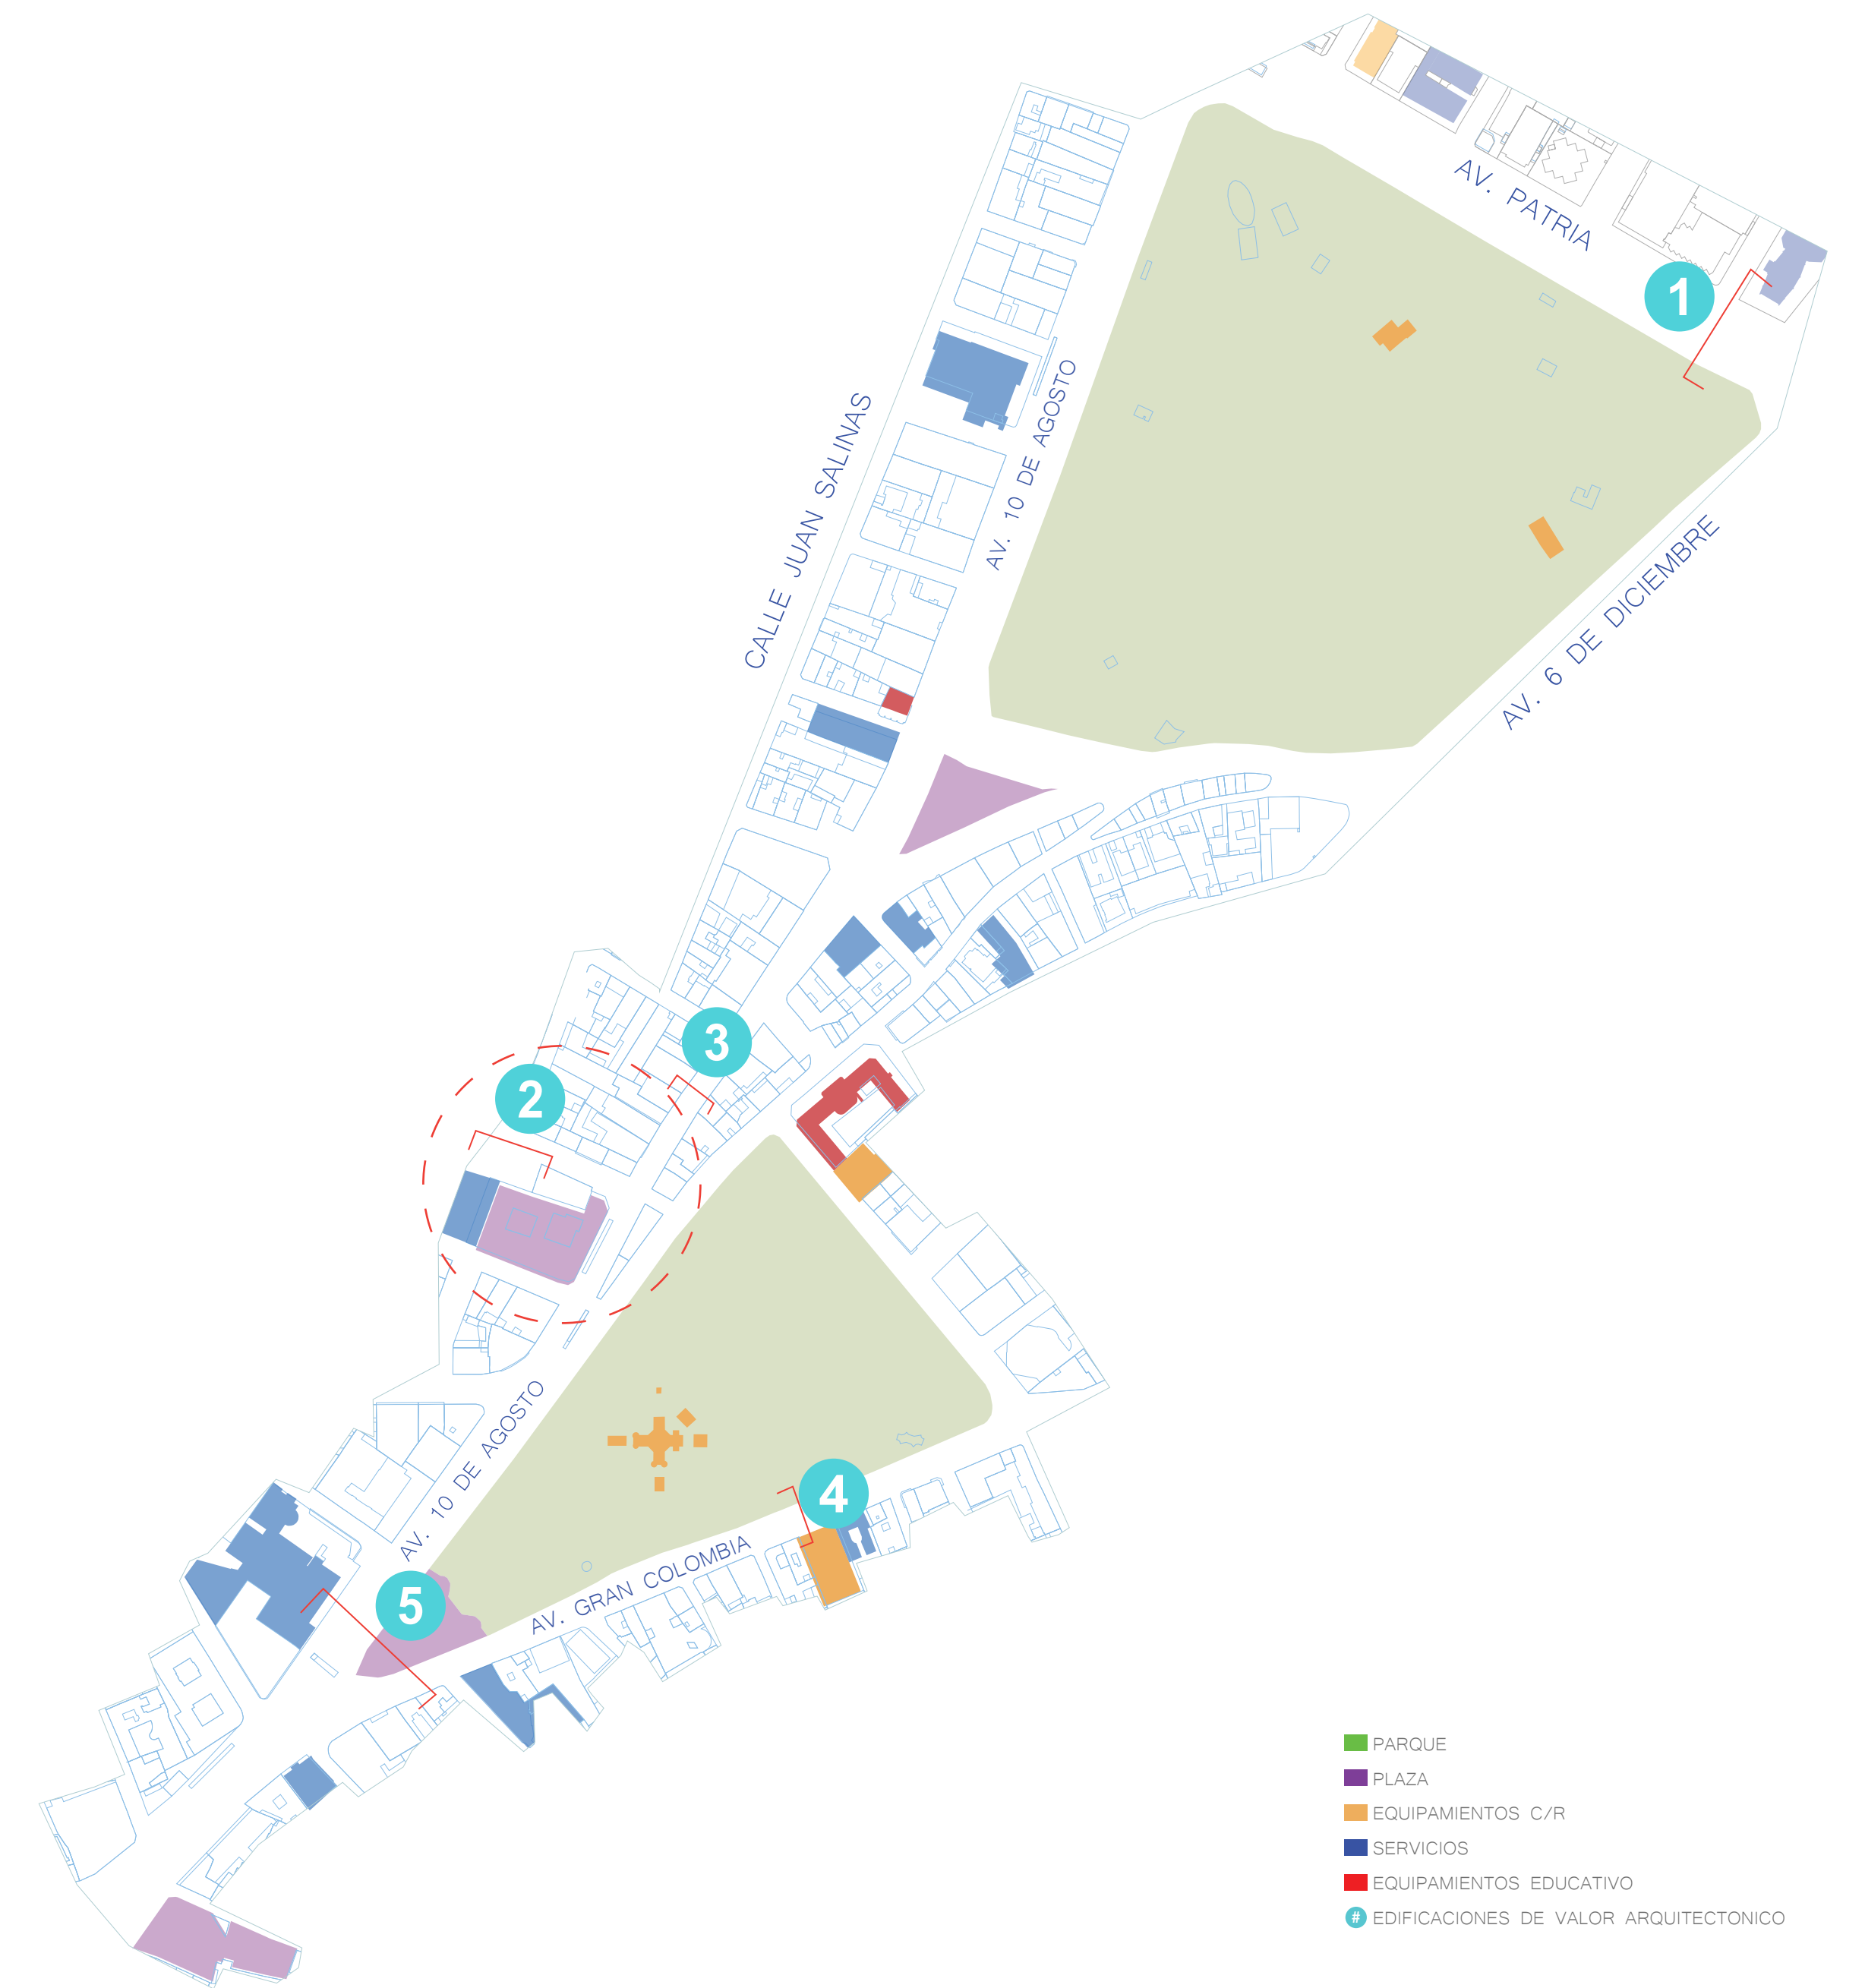 AV. PATRIA
1
AV. 10 DE AGOSTO
CALLE JUAN SALINAS
AV. 6 DE DICIEMBRE
3
2
AV. 10 DE AGOSTO
4
AV. GRAN COLOMBIA
5
PARQUE
PLAZA
EQUIPAMIENTOS C/R
SERVICIOS
EQUIPAMIENTOS EDUCATIVO
# EDIFICACIONES DE VALOR ARQUITECTONICO